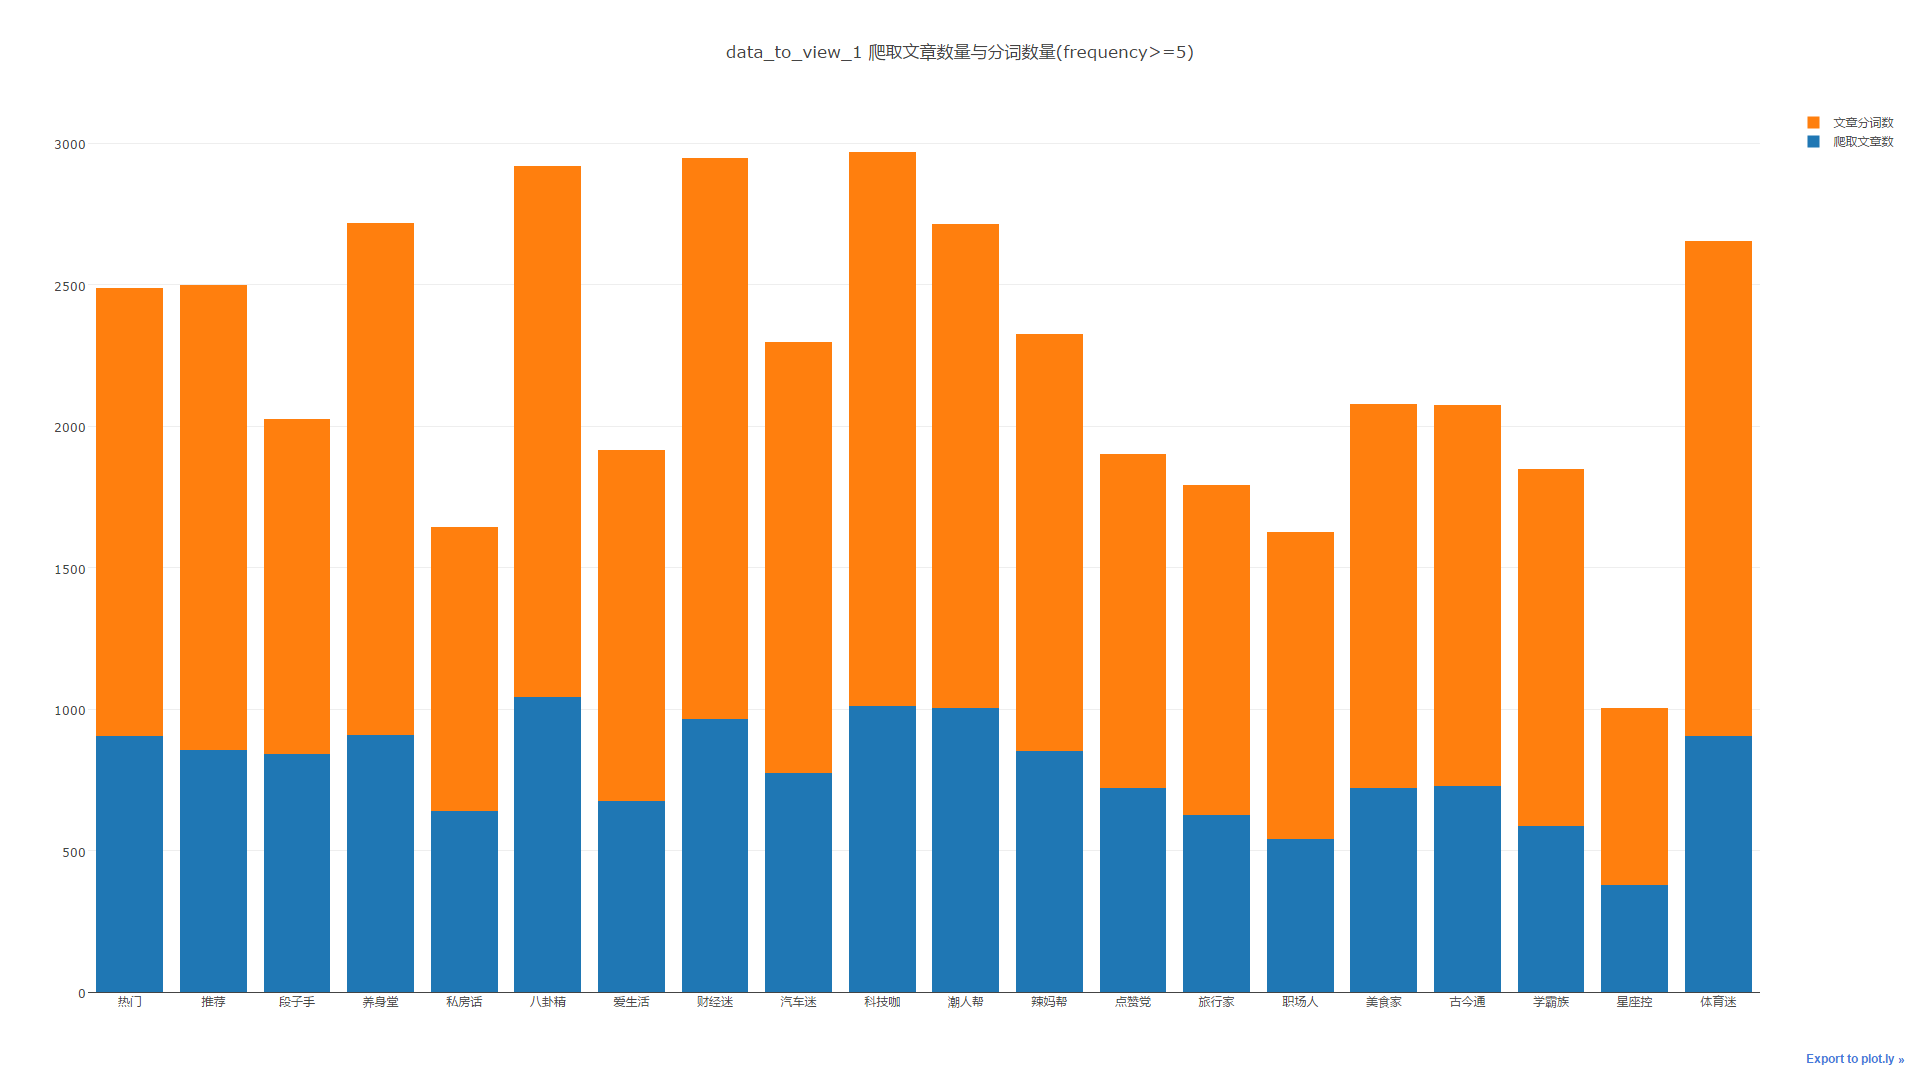 data_to_view_1 爬取文章数量与分词数量(frequency>=5)
文章分词数
爬取文章数
3000
2500
2000
1500
1000
500
0
热门 推荐 段子手 养身堂 私房话 八卦精 爱生活 财经迷 汽车迷 科技咖 潮人帮 辣妈帮 点赞党 旅行家 职场人 美食家 古今通 学霸族 星座控 体育迷
Export to plot.ly »